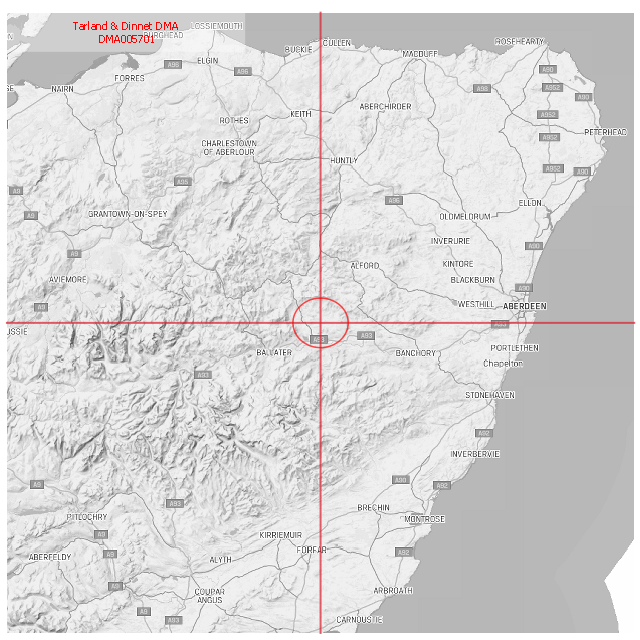 LOSSIEMOUTH
Tarland & Dinnet DMA
BURGHEAD
DMA005701
CULLEN
BUCKIE
ROSEHEARTY
MACDUFF
ELGIN
A96
A96
A90
FORRES
NAIRN
A98
A952
A90
ABERCHIRDER
KEITH
A952
ROTHES
PETERHEAD
A952
CHARLESTOWN
OF ABERLOUR
HUNTLY
A952
A90
A95
A9
A96
ELLON
GRANTOWN-ON-SPEY
A9
OLDMELDRUM
INVERURIE
A90
A9
KINTORE
ALFORD
AVIEMORE
BLACKBURN
A90
WESTHILL
ABERDEEN
A9
USSIE
A93
A93
PORTLETHEN
BALLATER
BANCHORY
Chapelton
A93
STONEHAVEN
A92
INVERBERVIE
A90
A92
A9
A93
BRECHIN
PITLOCHRY
MONTROSE
A9
KIRRIEMUIR
FORFAR
A9
A92
ABERFELDY
ALYTH
A9
COUPAR
ANGUS
ARBROATH
A9
A93
CARNOUSTIE